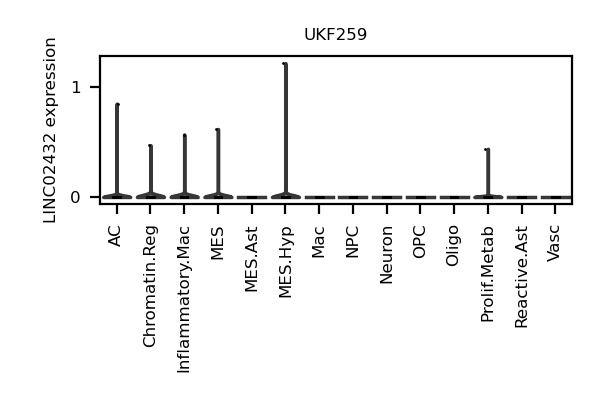 UKF259
LINC02432 expression
1
0
AC
Chromatin.Reg
Inflammatory.Mac
MES
MES.Ast
MES.Hyp
Mac
NPC
Neuron
OPC
Oligo
Prolif.Metab
Reactive.Ast
Vasc